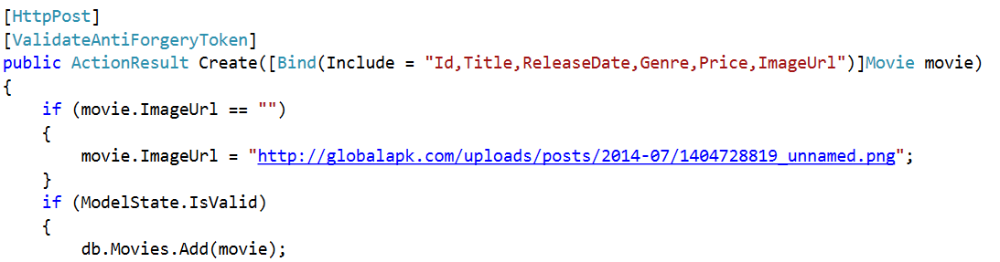 [HttpPost]
[ValidateAntiForgeryToken]
public ActionResult Create([Bind(Include = "Id,Title,ReleaseDate,Genre,Price,ImageUrl")]Movie movie)
{
    if (movie.ImageUrl == "")
    {
        movie.ImageUrl = "http://globalapk.com/uploads/posts/2014-07/1404728819_unnamed.png";
    }
    if (ModelState.IsValid)
    {
        db.Movies.Add(movie);